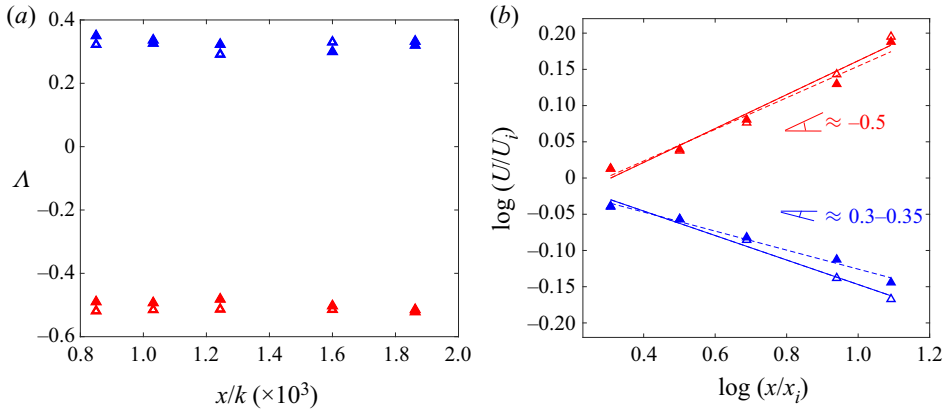 (a)
0.4
0.2
0
–0.2
–0.4
–0.6
Λ
0.8 1.0 1.2 1.4 1.6 1.8 2.0
x/k (×10³)
(b)
0.20
0.15
0.10
0.05
0
–0.05
–0.10
–0.15
–0.20
log (U/Uᵢ)
≈ –0.5
≈ 0.3–0.35
0.4 0.6 0.8 1.0 1.2
log (x/xᵢ)